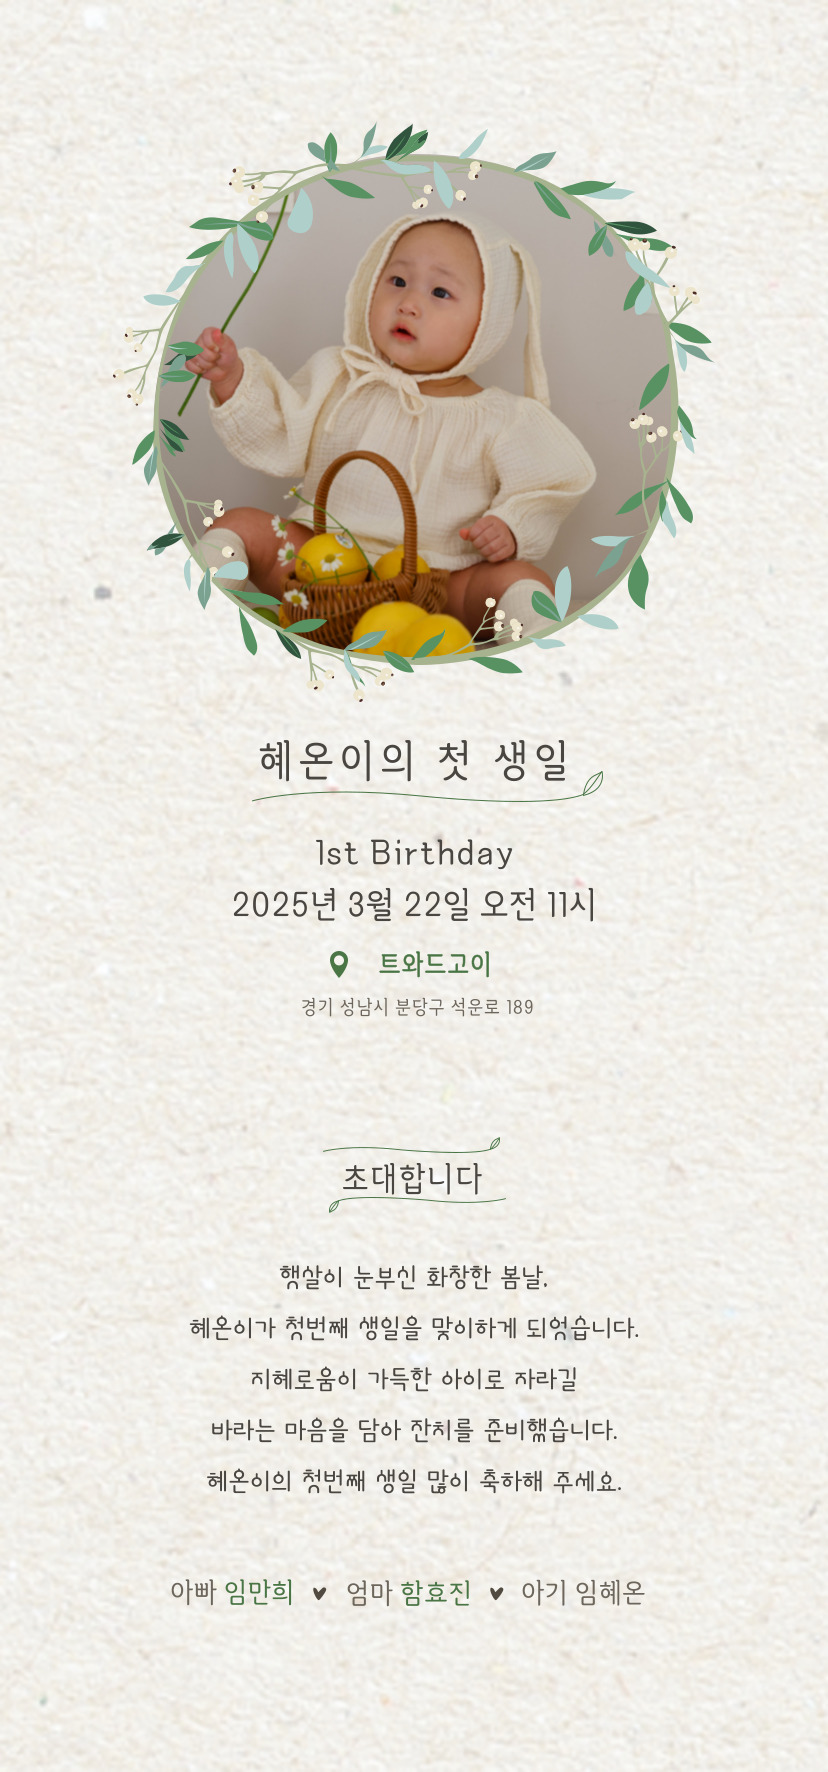 혜온이의 첫 생일
1st Birthday
2025년 3월 22일 오전 11시
트와드고이
경기 성남시 분당구 석운로 189
초대합니다
햇살이 눈부신 화창한 봄날.
혜온이가 첫번째 생일을 맞이하게 되었습니다.
지혜로움이 가득한 아이로 자라길
바라는 마음을 담아 잔치를 준비했습니다.
혜온이의 첫번째 생일 많이 축하해 주세요.
아빠 임만희 ♥ 엄마 함효진 ♥ 아기 임혜온